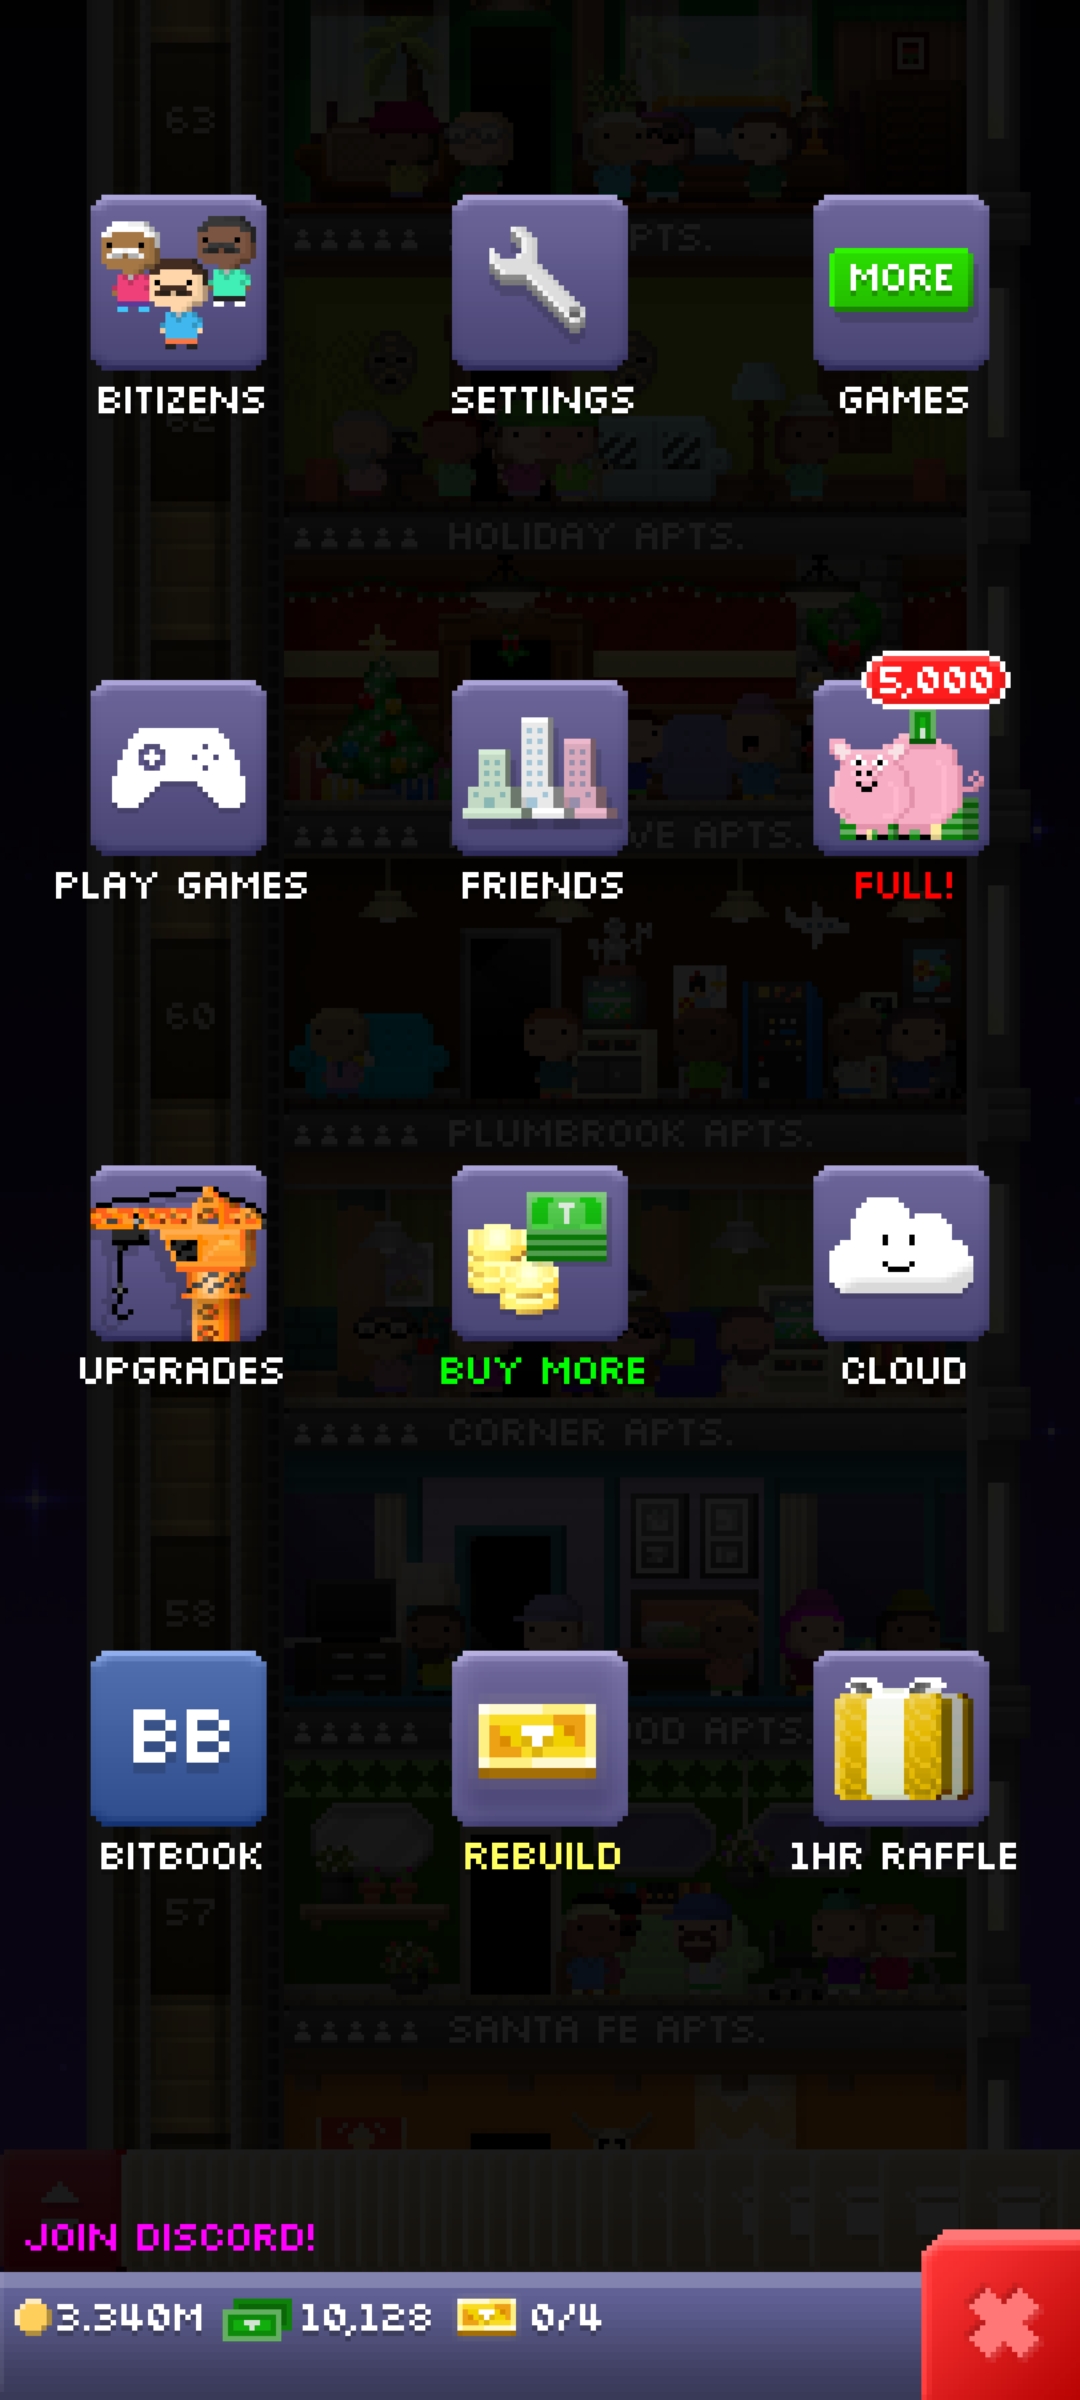 63
PTS.
MORE
BITIZENS
SETTINGS
GAMES
62
HOLIDAY APTS.
5,000
VE APTS.
PLAY GAMES
FRIENDS
FULL!
60
PLUMBROOK APTS.
T
UPGRADES
BUY MORE
CLOUD
CORNER APTS.
58
BB
OD APTS.
BITBOOK
REBUILD
1HR RAFFLE
57
SANTA FE APTS.
JOIN DISCORD!
3.340M 10,128 0/4